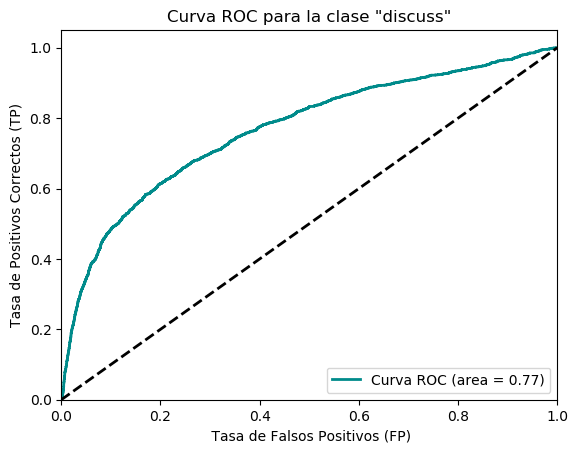 Curva ROC para la clase "discuss"
Tasa de Positivos Correctos (TP)
1.0
0.8
0.6
0.4
0.2
0.0
0.0 0.2 0.4 0.6 0.8 1.0
Curva ROC (area = 0.77)
Tasa de Falsos Positivos (FP)